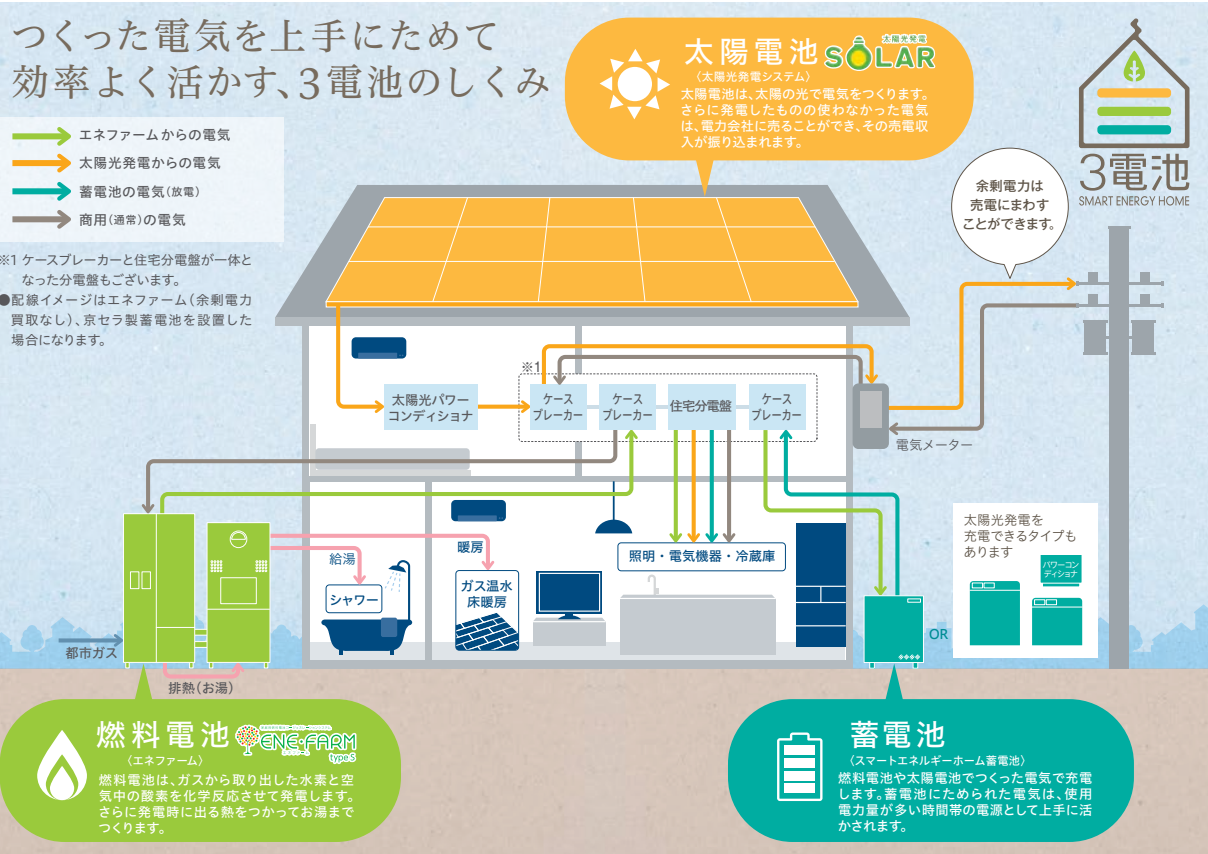 つくった電気を上手にためて
効率よく活かす、3電池のしくみ
エネファームからの電気
太陽光発電からの電気
蓄電池の電気(放電)
商用(通常)の電気
※1 ケースブレーカーと住宅分電盤が一体と
なった分電盤もございます。
●配線イメージはエネファーム(余剰電力
買取なし)、京セラ製蓄電池を設置した
場合になります。
太陽電池
太陽光発電
SOLAR
〈太陽光発電システム〉
太陽電池は、太陽の光で電気をつくります。
さらに発電したものの使わなかった電気
は、電力会社に売ることができ、その売電収
入が振り込まれます。
3電池
SMART ENERGY HOME
余剰電力は
売電にまわす
ことができます。
※1
太陽光パワー
コンディショナ
ケース
ブレーカー
ケース
ブレーカー
住宅分電盤
ケース
ブレーカー
電気メーター
給湯
シャワー
暖房
ガス温水
床暖房
照明・電気機器・冷蔵庫
太陽光発電を
充電できるタイプも
あります
パワーコン
ディショナ
OR
都市ガス
排熱(お湯)
燃料電池
ENE・FARM
type S
〈エネファーム〉
燃料電池は、ガスから取り出した水素と空
気中の酸素を化学反応させて発電します。
さらに発電時に出る熱をつかってお湯まで
つくります。
蓄電池
〈スマートエネルギーホーム蓄電池〉
燃料電池や太陽電池でつくった電気で充電
します。蓄電池にためられた電気は、使用
電力量が多い時間帯の電源として上手に活
かされます。